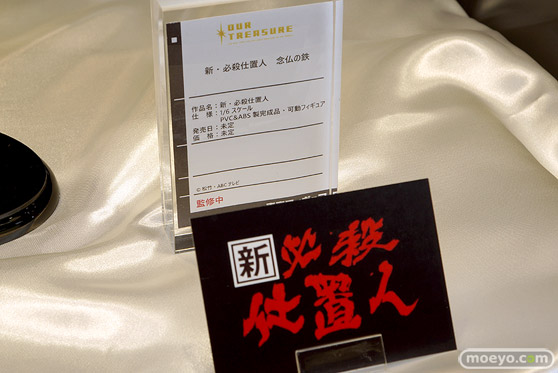 OUR
TREASURE
新・必殺仕置人　念仏の鉄
作品名：新・必殺仕置人
仕　様：1/6 スケール
PVC&ABS 製完成品・可動フィギュア
発売日：未定
価　格：未定
© 松竹・ABCテレビ
監修中
新 必殺
仕置人
moeyo.com